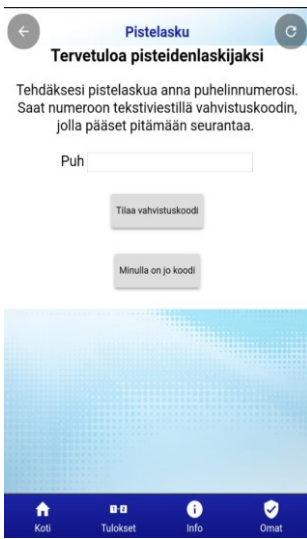 Pistelasku
Tervetuloa pisteidenlaskijaksi
Tehdäksesi pistelaskua anna puhelinnumerosi.
Saat numeroon tekstiviestillä vahvistuskoodin,
jolla pääset pitämään seurantaa.
Puh
Tilaa vahvistuskoodi
Minulla on jo koodi
Koti
Tulokset
Info
Omat